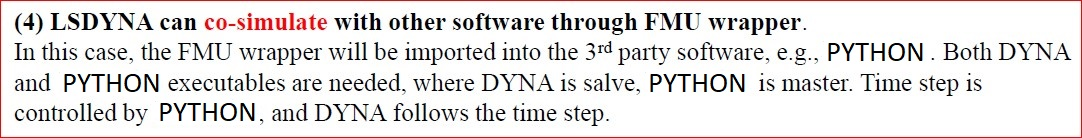 (4) LSDYNA can co-simulate with other software through FMU wrapper.
In this case, the FMU wrapper will be imported into the 3rd party software, e.g., PYTHON . Both DYNA
and PYTHON executables are needed, where DYNA is salve, PYTHON is master. Time step is
controlled by PYTHON, and DYNA follows the time step.